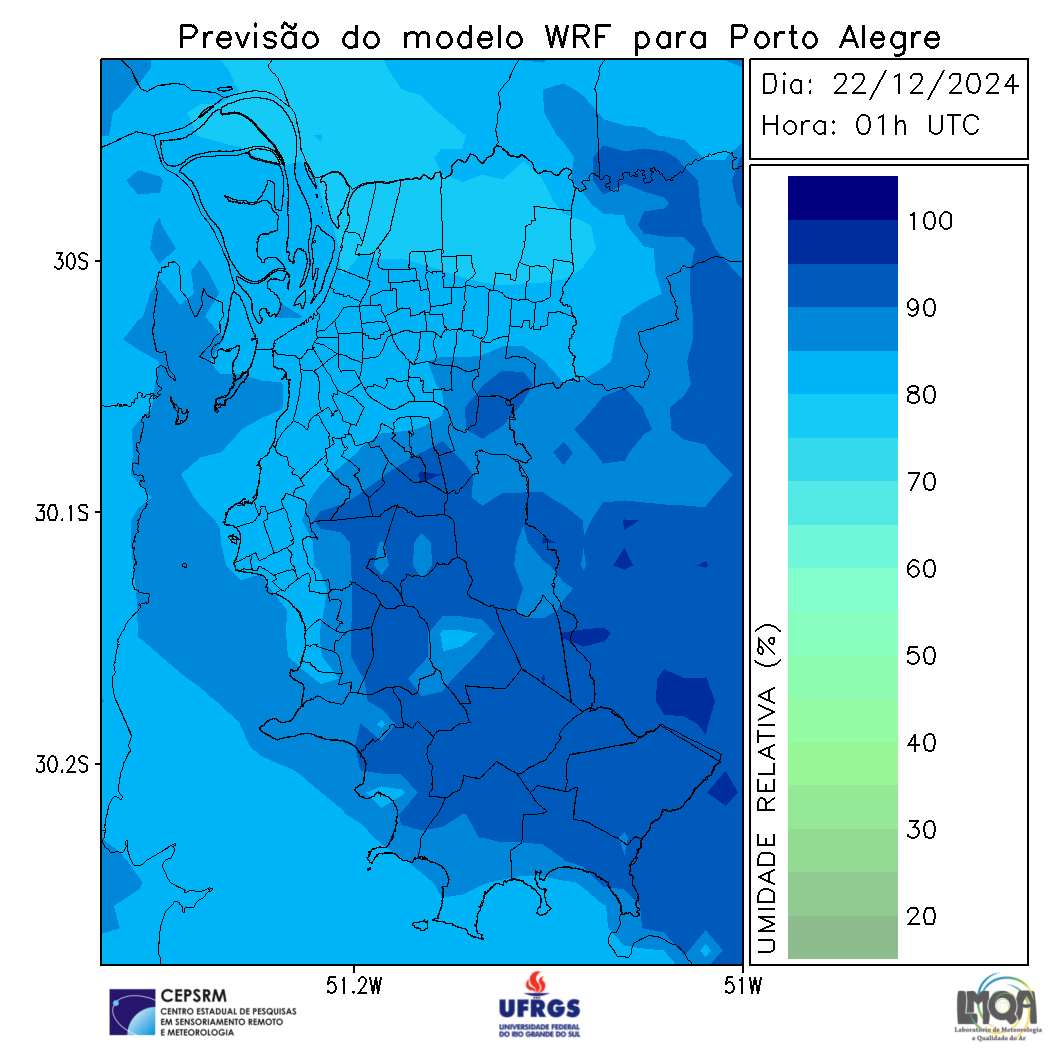 Previsão do modelo WRF para Porto Alegre
Dia: 22/12/2024
Hora: 01h UTC
30S
30.1S
30.2S
51.2W
51W
100
90
80
70
60
50
40
30
20
UMIDADE RELATIVA (%)
CEPSRM
CENTRO ESTADUAL DE PESQUISAS
EM SENSORIAMENTO REMOTO
E METEOROLOGIA
UFRGS
UNIVERSIDADE FEDERAL
DO RIO GRANDE DO SUL
LMQA
Laboratório de Meteorologia
e Qualidade do Ar